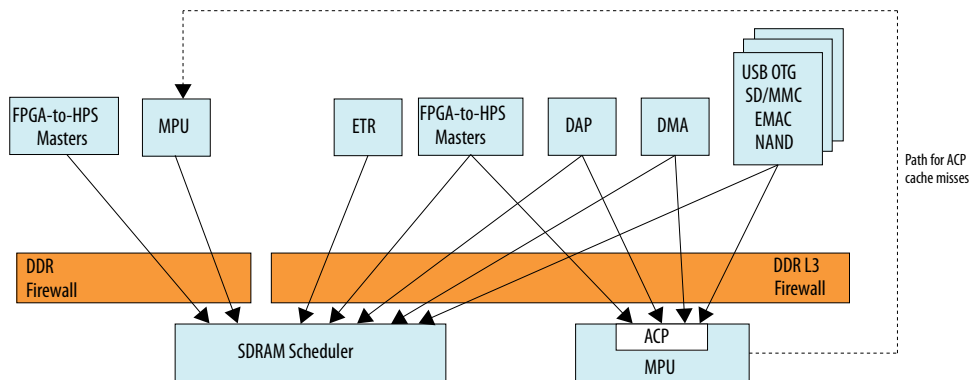 USB OTG
SD/MMC
EMAC
NAND
FPGA-to-HPS
Masters
MPU
ETR
FPGA-to-HPS
Masters
DAP
DMA
Path for ACP
cache misses
DDR
Firewall
DDR L3
Firewall
SDRAM Scheduler
ACP
MPU